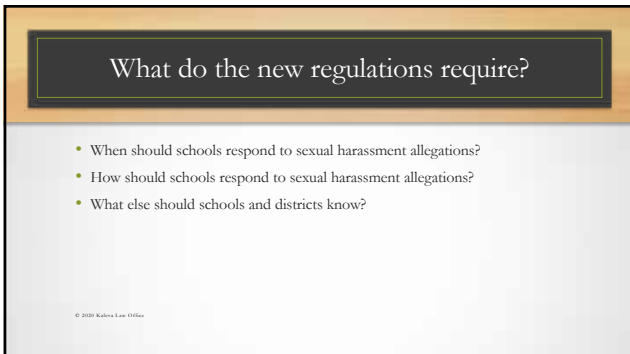 What do the new regulations require?
• When should schools respond to sexual harassment allegations?
• How should schools respond to sexual harassment allegations?
• What else should schools and districts know?
© 2020 Kaleva Law Office